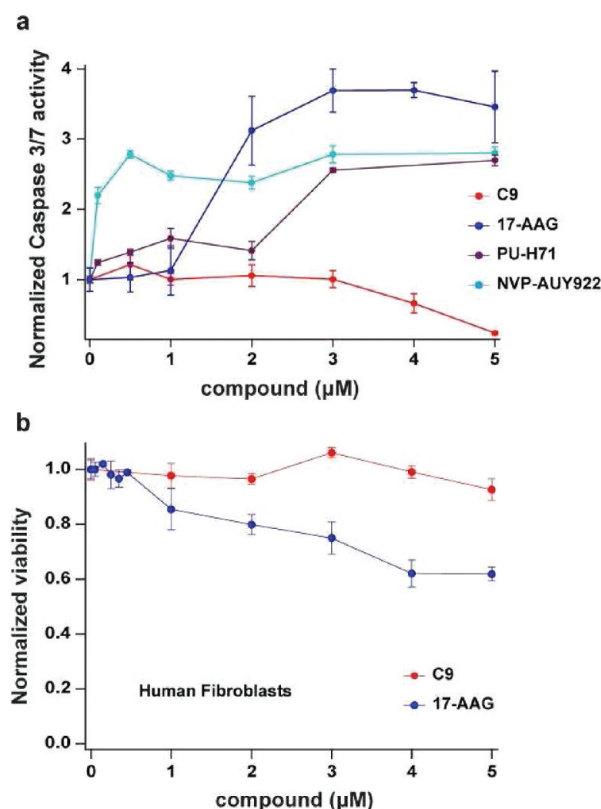 a
Normalized Caspase 3/7 activity
4
3
2
1
0
1
2
3
4
5
compound (µM)
C9
17-AAG
PU-H71
NVP-AUY922
b
Normalized viability
1.0
0.8
0.6
0.4
0.2
0.0
0
1
2
3
4
5
compound (µM)
Human Fibroblasts
C9
17-AAG